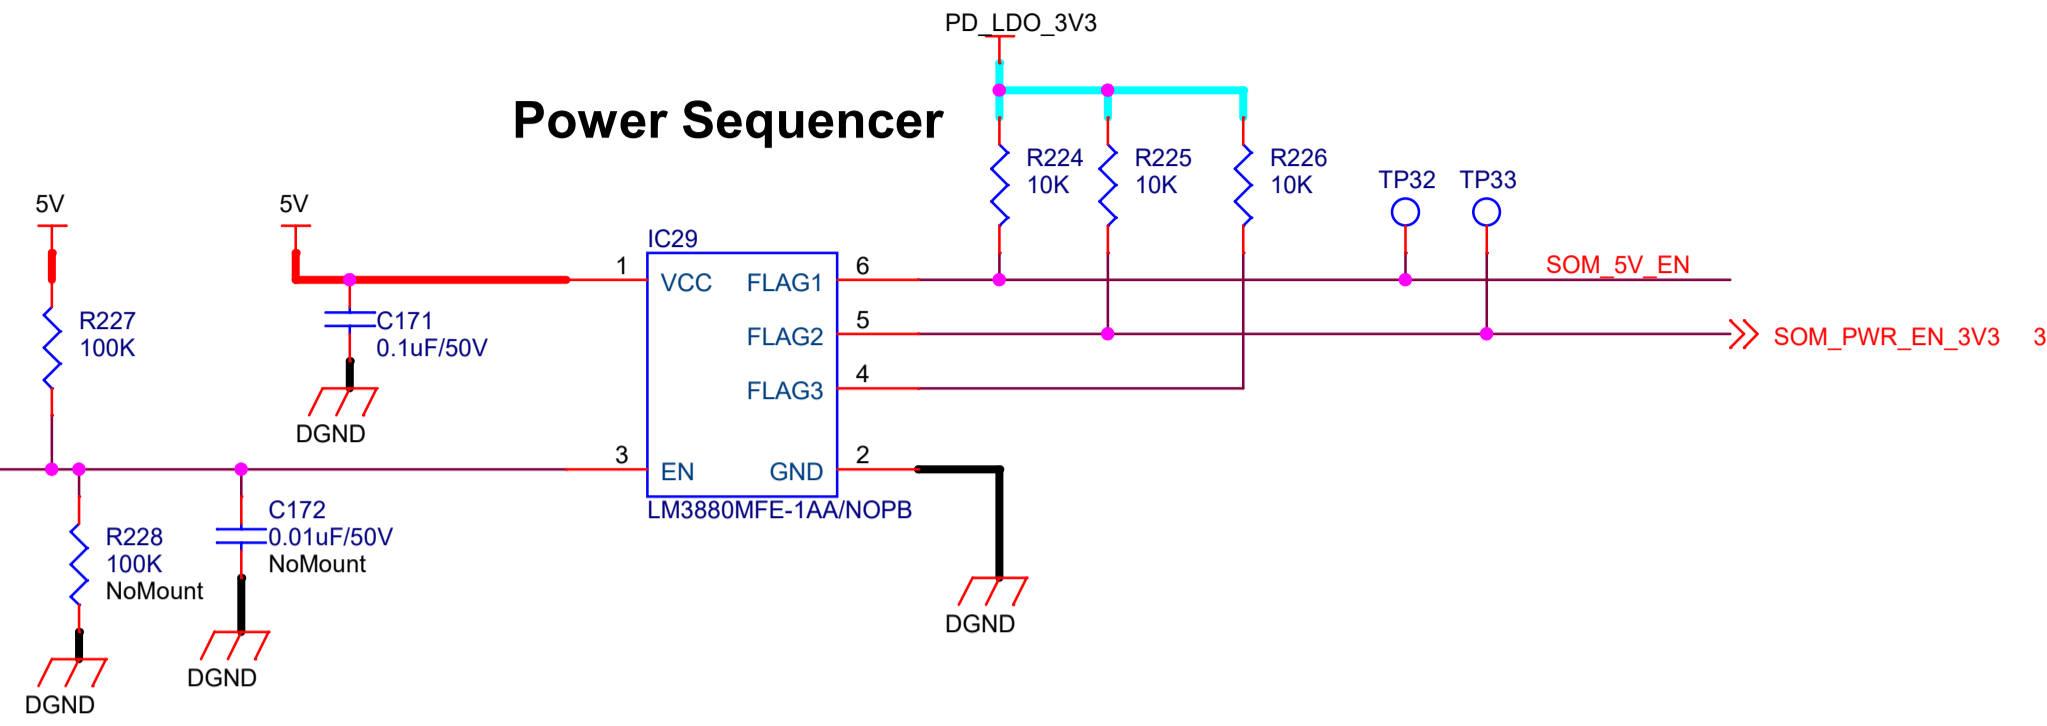 PD_LDO_3V3
Power Sequencer
R224
10K
R225
10K
R226
10K
TP32
TP33
5V
5V
IC29
1
VCC
FLAG1
6
SOM_5V_EN
R227
100K
C171
0.1uF/50V
FLAG2
5
SOM_PWR_EN_3V3 3
FLAG3
4
DGND
3
EN
GND
2
LM3880MFE-1AA/NOPB
R228
100K
NoMount
C172
0.01uF/50V
NoMount
DGND
DGND
DGND